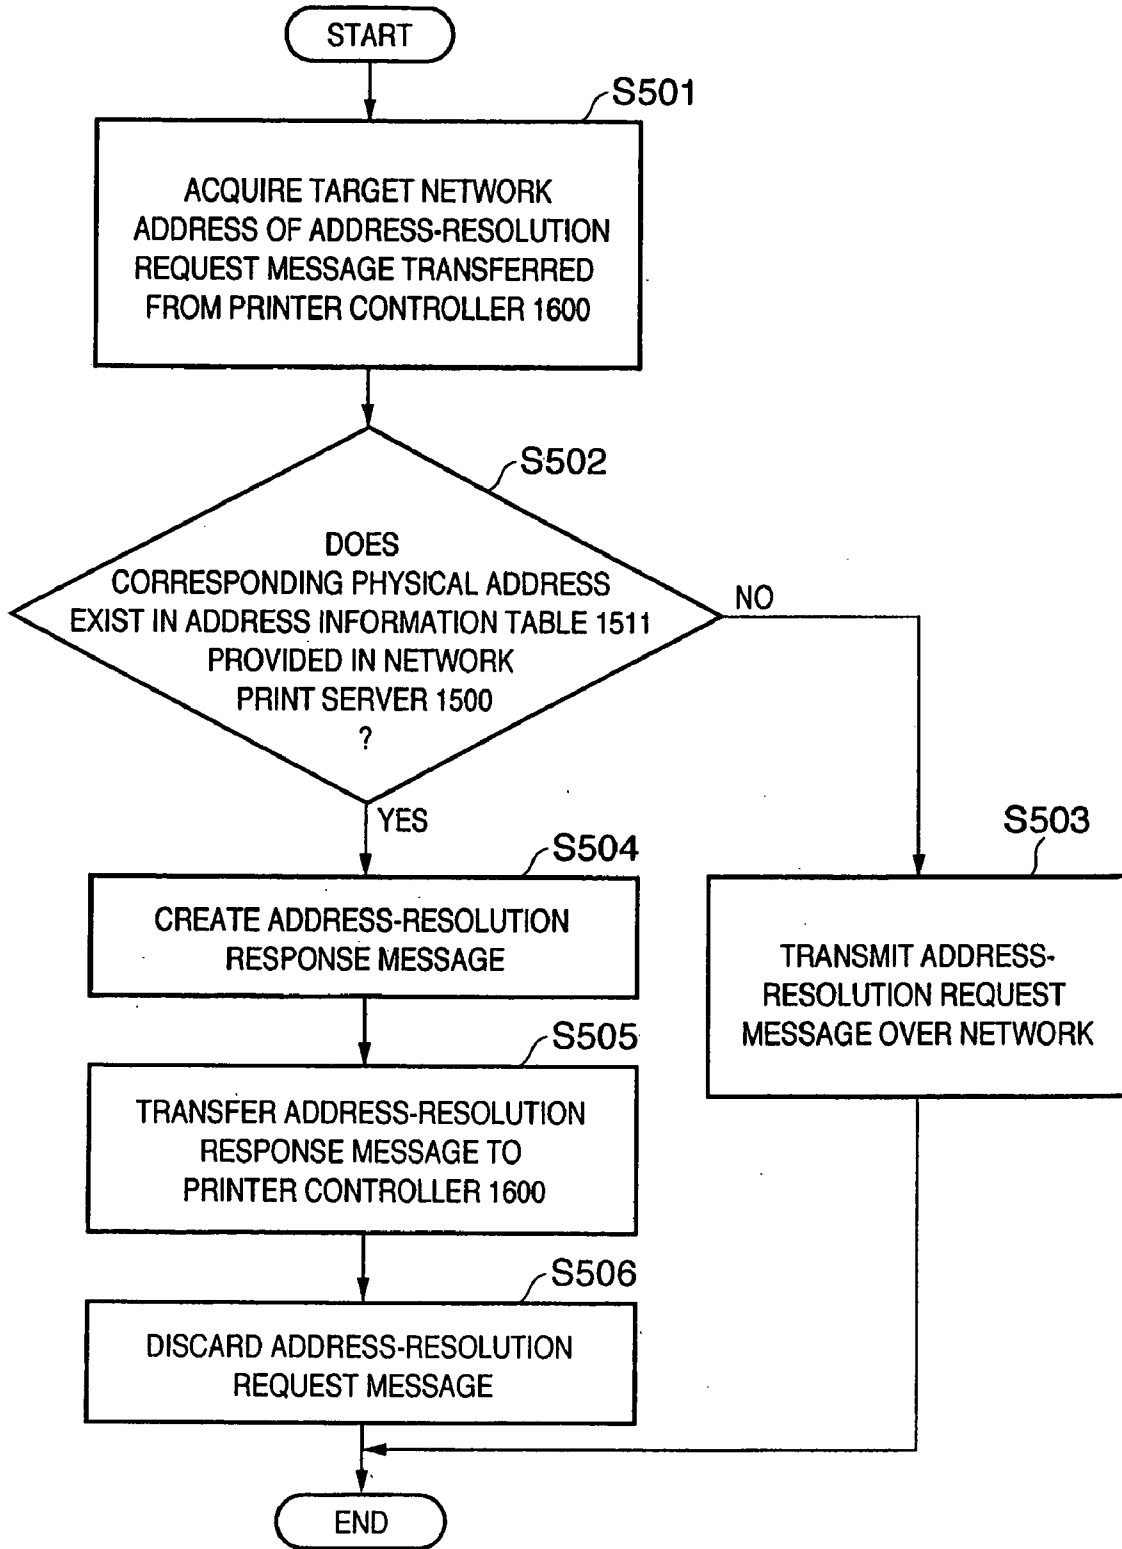 START
S501
ACQUIRE TARGET NETWORK
ADDRESS OF ADDRESS-RESOLUTION
REQUEST MESSAGE TRANSFERRED
FROM PRINTER CONTROLLER 1600
S502
DOES
CORRESPONDING PHYSICAL ADDRESS
EXIST IN ADDRESS INFORMATION TABLE 1511
PROVIDED IN NETWORK
PRINT SERVER 1500
?
NO
YES
S504
CREATE ADDRESS-RESOLUTION
RESPONSE MESSAGE
S503
TRANSMIT ADDRESS-
RESOLUTION REQUEST
MESSAGE OVER NETWORK
S505
TRANSFER ADDRESS-RESOLUTION
RESPONSE MESSAGE TO
PRINTER CONTROLLER 1600
S506
DISCARD ADDRESS-RESOLUTION
REQUEST MESSAGE
END